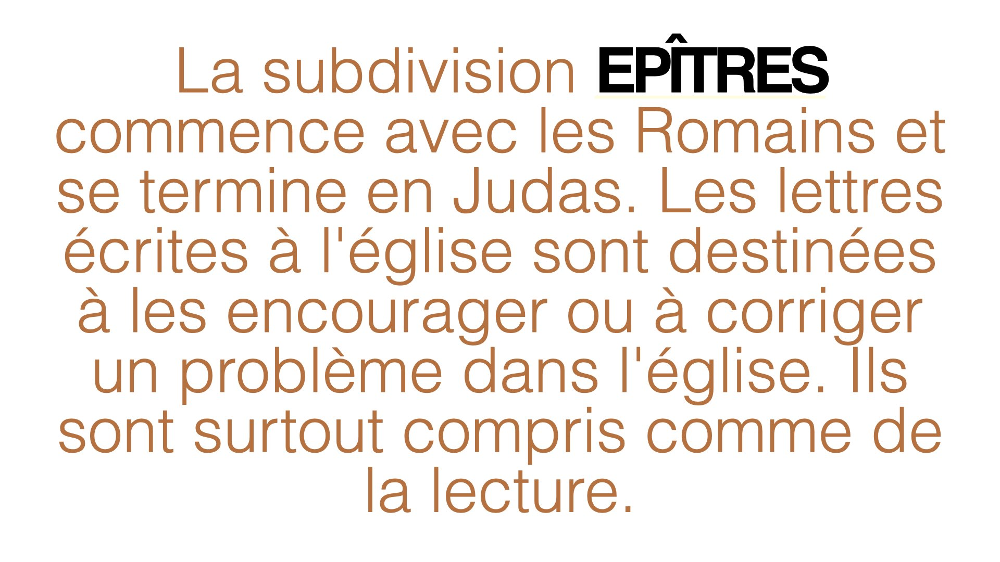 La subdivision EPÎTRES
commence avec les Romains et
se termine en Judas. Les lettres
écrites à l'église sont destinées
à les encourager ou à corriger
un problème dans l'église. Ils
sont surtout compris comme de
la lecture.